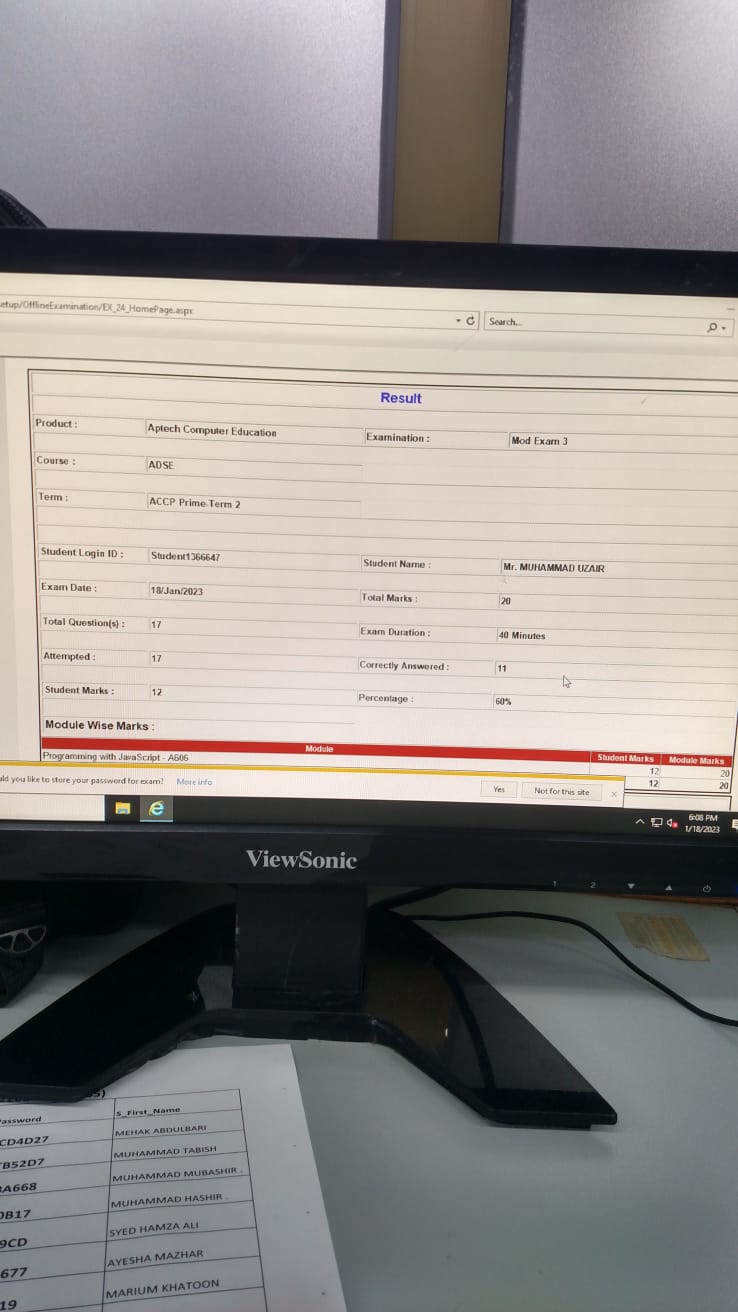 etup/OfflineExamination/EX_24_HomePage.aspx Search...
Result
Product : Aptech Computer Education Examination : Mod Exam 3
Course : ADSE
Term : ACCP Prime-Term 2
Student Login ID : Student1366647 Student Name : Mr. MUHAMMAD UZAIR
Exam Date : 18/Jan/2023 Total Marks : 20
Total Question(s) : 17 Exam Duration : 40 Minutes
Attempted : 17 Correctly Answered : 11
Student Marks : 12 Percentage : 60%
Module Wise Marks :
Module Student Marks Module Marks
Programming with JavaScript - A606 12 20
12 20
uld you like to store your password for exam? More info Yes Not for this site
6:08 PM
1/18/2023
ViewSonic
1 2
assword S_First_Name
CD4D27 MEHAK ABDULBARI
B52D7 MUHAMMAD TABISH
A668 MUHAMMAD MUBASHIR .
0B17 MUHAMMAD HASHIR .
9CD SYED HAMZA ALI
677 AYESHA MAZHAR
19 MARIUM KHATOON